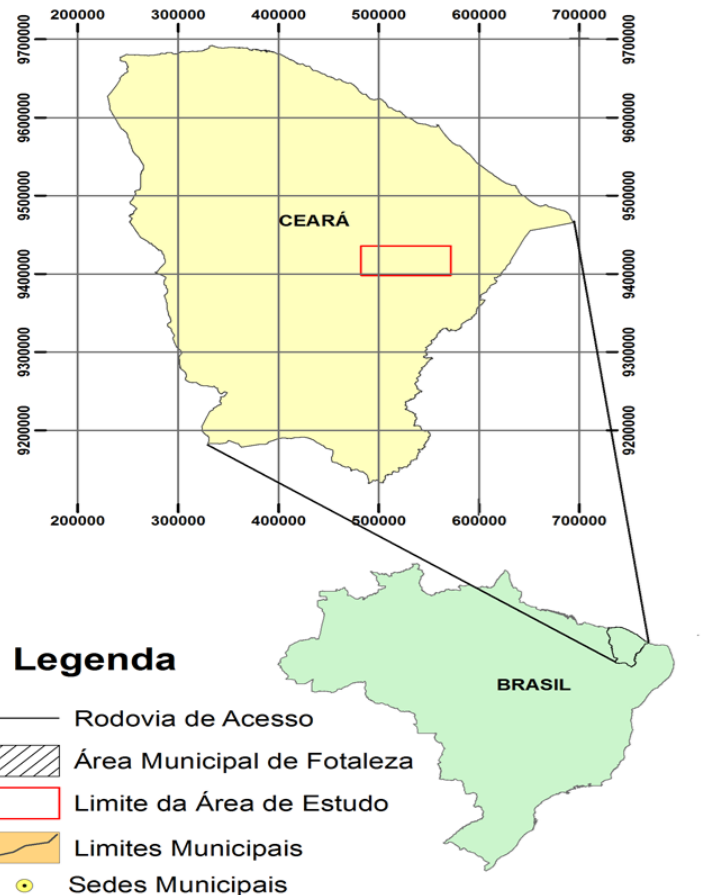 200000 300000 400000 500000 600000 700000
9700000 9700000
9600000 9600000
9500000 9500000
CEARÁ
9400000 9400000
9300000 9300000
9200000 9200000
200000 300000 400000 500000 600000 700000
BRASIL
Legenda
Rodovia de Acesso
Área Municipal de Fotaleza
Limite da Área de Estudo
Limites Municipais
Sedes Municipais